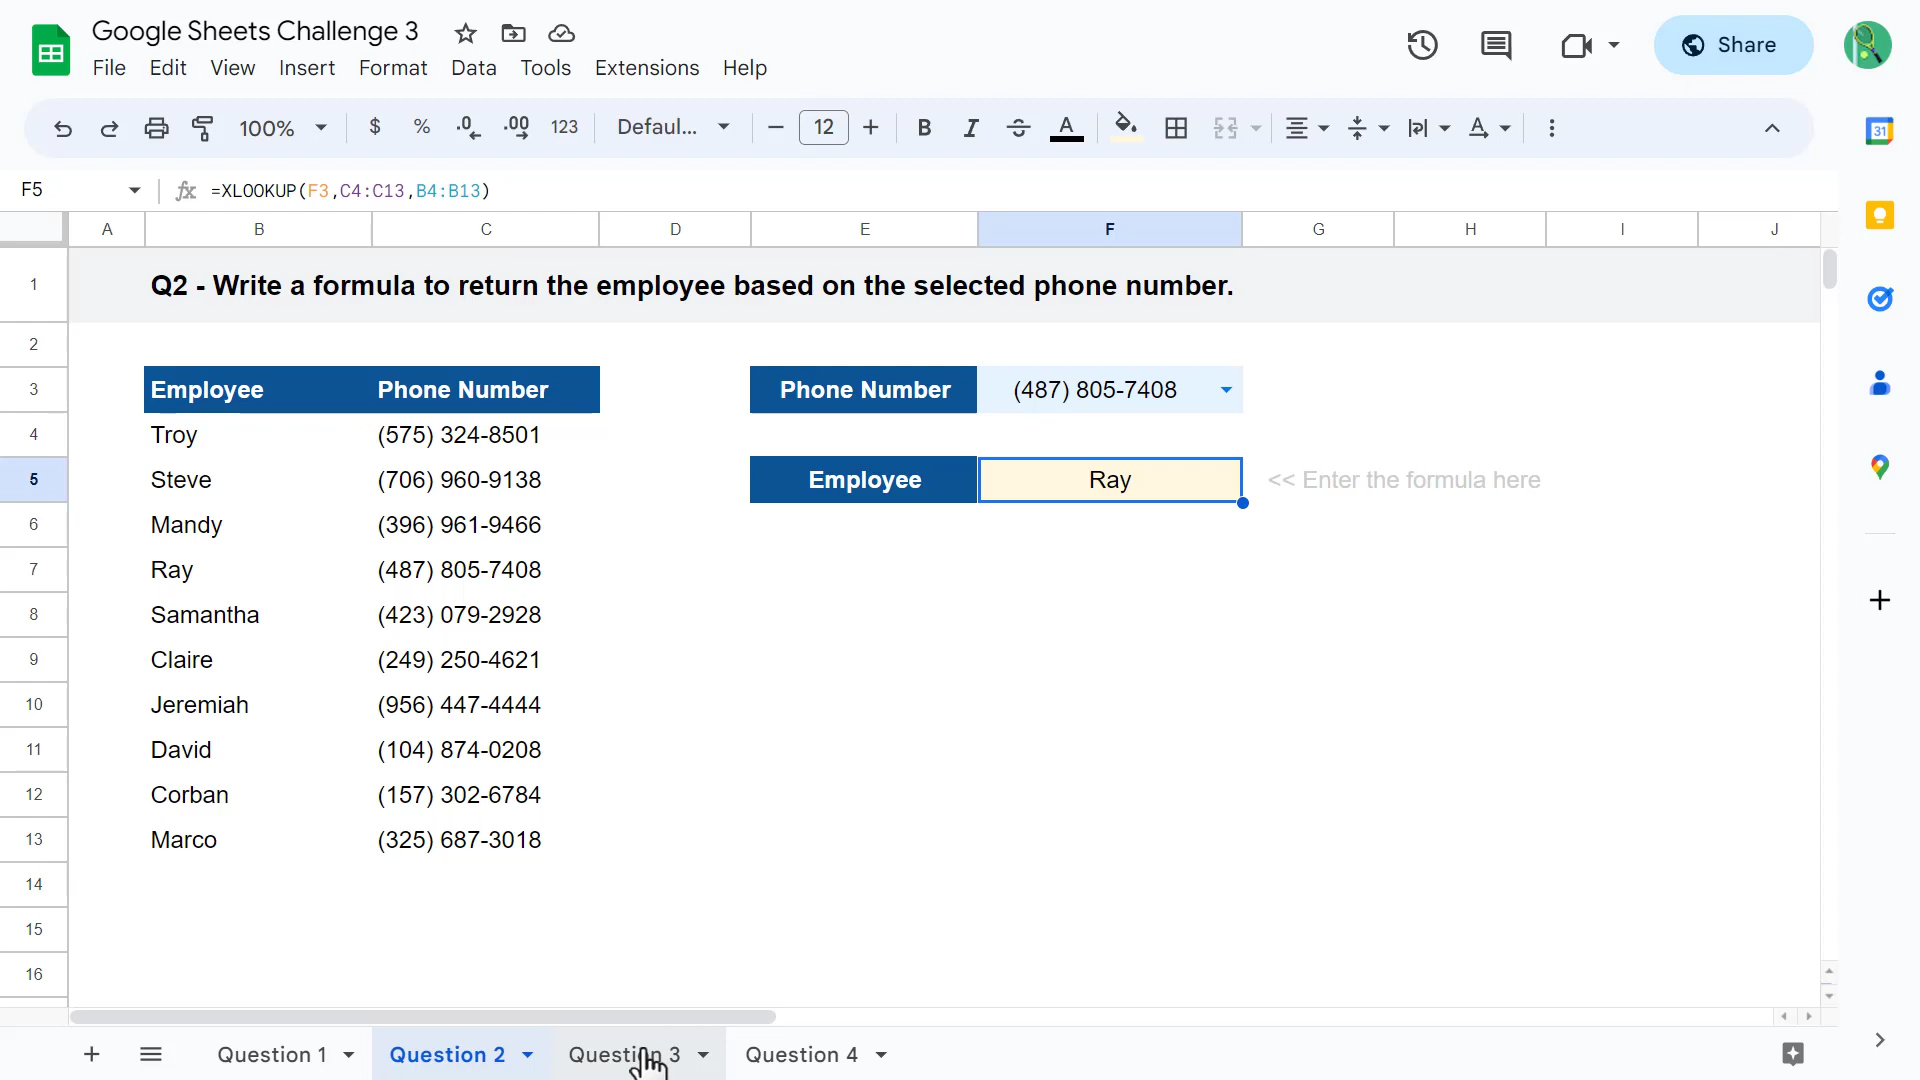 Google Sheets Challenge 3
File Edit View Insert Format Data Tools Extensions Help
Share
100% $ % .0 .00 123 Defaul... 12 B I S A A
31
F5 fx =XLOOKUP(F3,C4:C13,B4:B13)
A B C D E F G H I J
1 Q2 - Write a formula to return the employee based on the selected phone number.
2
3 Employee Phone Number Phone Number (487) 805-7408
4 Troy (575) 324-8501
5 Steve (706) 960-9138 Employee Ray << Enter the formula here
6 Mandy (396) 961-9466
7 Ray (487) 805-7408
8 Samantha (423) 079-2928
9 Claire (249) 250-4621
10 Jeremiah (956) 447-4444
11 David (104) 874-0208
12 Corban (157) 302-6784
13 Marco (325) 687-3018
14
15
16
Question 1 Question 2 Question 3 Question 4